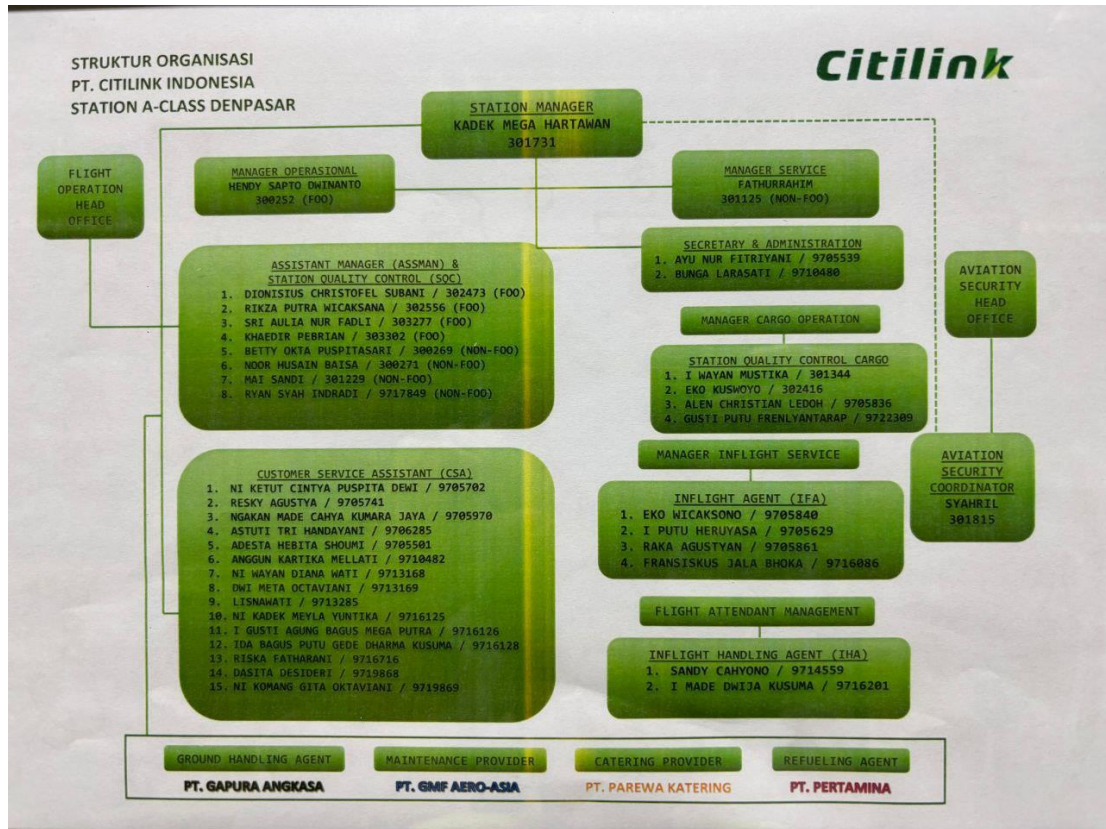 STRUKTUR ORGANISASI
PT. CITILINK INDONESIA
STATION A-CLASS DENPASAR
Citilink
STATION MANAGER
KADEK MEGA HARTAWAN
301731
FLIGHT
OPERATION
HEAD
OFFICE
MANAGER OPERASIONAL
HENDY SAPTO DWINANTO
300252 (FOO)
MANAGER SERVICE
FATHURRAHIM
301125 (NON-FOO)
SECRETARY & ADMINISTRATION
1. AYU NUR FITRIYANI / 9705539
2. BUNGA LARASATI / 9710480
ASSISTANT MANAGER (ASSMAN) &
STATION QUALITY CONTROL (SQC)
1. DIONISIUS CHRISTOFEL SUBANI / 302473 (FOO)
2. RIKZA PUTRA WICAKSANA / 302556 (FOO)
3. SRI AULIA NUR FADLI / 303277 (FOO)
4. KHAEDIR PEBRIAN / 303302 (FOO)
5. BETTY OKTA PUSPITASARI / 300269 (NON-FOO)
6. NOOR HUSAIN BAISA / 300271 (NON-FOO)
7. MAI SANDI / 301229 (NON-FOO)
8. RYAN SYAH INDRADI / 9717849 (NON-FOO)
AVIATION
SECURITY
HEAD
OFFICE
MANAGER CARGO OPERATION
STATION QUALITY CONTROL CARGO
1. I WAYAN MUSTIKA / 301344
2. EKO KUSWOYO / 302416
3. ALEN CHRISTIAN LEDOH / 9705836
4. GUSTI PUTU FRENLYANTARAP / 9722309
MANAGER INFLIGHT SERVICE
AVIATION
SECURITY
COORDINATOR
SYAHRIL
301815
CUSTOMER SERVICE ASSISTANT (CSA)
1. NI KETUT CINTYA PUSPITA DEWI / 9705702
2. RESKY AGUSTYA / 9705741
3. NGAKAN MADE CAHYA KUMARA JAYA / 9705970
4. ASTUTI TRI HANDAYANI / 9706285
5. ADESTA HEBITA SHOUMI / 9705501
6. ANGGUN KARTIKA MELLATI / 9710482
7. NI WAYAN DIANA WATI / 9713168
8. DWI META OCTAVIANI / 9713169
9. LISNAWATI / 9713285
10. NI KADEK MEYLA YUNTIKA / 9716125
11. I GUSTI AGUNG BAGUS MEGA PUTRA / 9716126
12. IDA BAGUS PUTU GEDE DHARMA KUSUMA / 9716128
13. RISKA FATHARANI / 9716716
14. DASITA DESIDERI / 9719868
15. NI KOMANG GITA OKTAVIANI / 9719869
INFLIGHT AGENT (IFA)
1. EKO WICAKSONO / 9705840
2. I PUTU HERUYASA / 9705629
3. RAKA AGUSTYAN / 9705861
4. FRANSISKUS JALA BHOKA / 9716086
FLIGHT ATTENDANT MANAGEMENT
INFLIGHT HANDLING AGENT (IHA)
1. SANDY CAHYONO / 9714559
2. I MADE DWIJA KUSUMA / 9716201
GROUND HANDLING AGENT
PT. GAPURA ANGKASA
MAINTENANCE PROVIDER
PT. GMF AERO-ASIA
CATERING PROVIDER
PT. PAREWA KATERING
REFUELING AGENT
PT. PERTAMINA